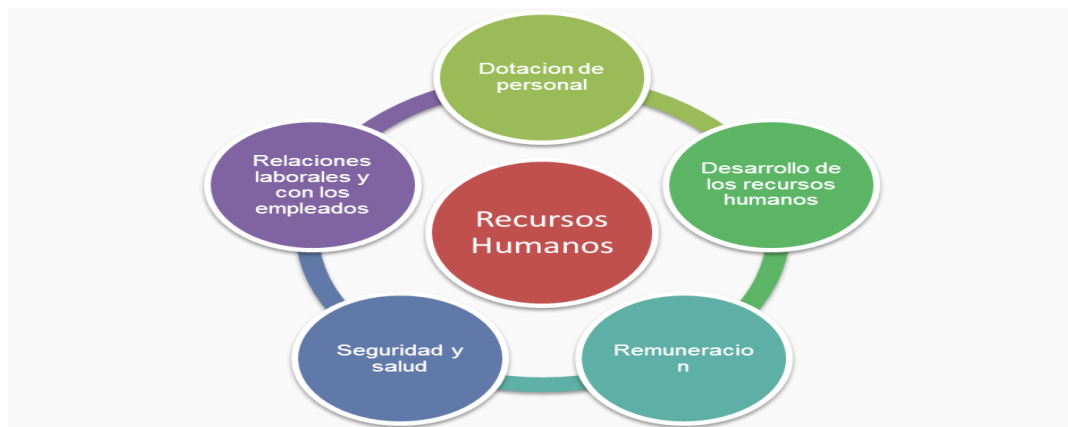 Dotacion de
personal
Relaciones
laborales y
con los
empleados
Desarrollo de
los recursos
humanos
Recursos
Humanos
Seguridad y
salud
Remuneracio
n